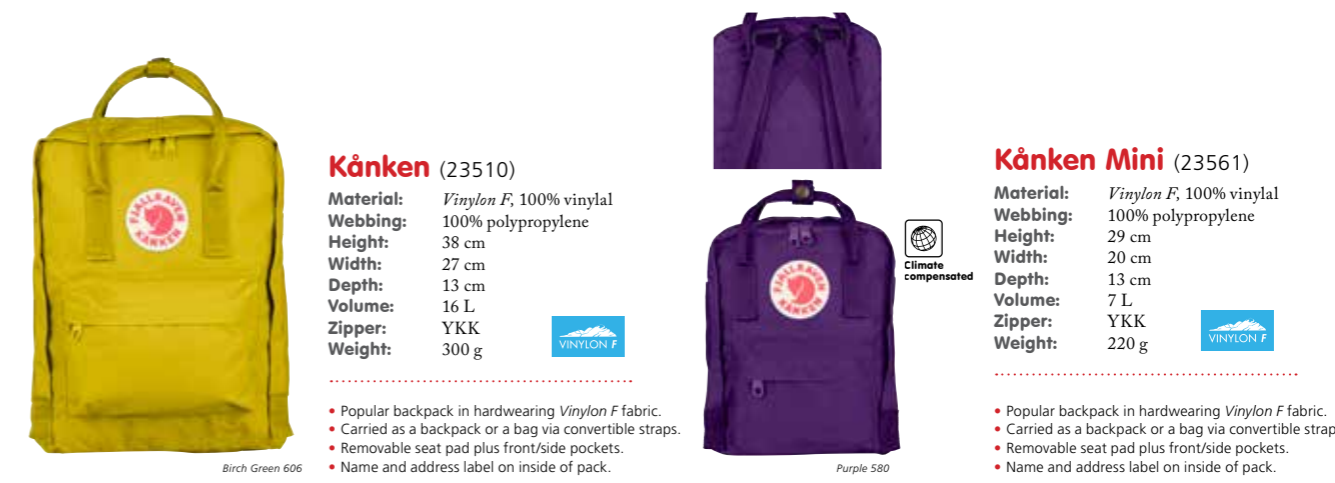 FJÄLLRÄVEN
KÅNKEN
Birch Green 606
Kånken (23510)
Material: Vinylon F, 100% vinylal
Webbing: 100% polypropylene
Height: 38 cm
Width: 27 cm
Depth: 13 cm
Volume: 16 L
Zipper: YKK
Weight: 300 g
VINYLON F
• Popular backpack in hardwearing Vinylon F fabric.
• Carried as a backpack or a bag via convertible straps.
• Removable seat pad plus front/side pockets.
• Name and address label on inside of pack.
FJÄLLRÄVEN
KÅNKEN
Purple 580
Climate
compensated
Kånken Mini (23561)
Material: Vinylon F, 100% vinylal
Webbing: 100% polypropylene
Height: 29 cm
Width: 20 cm
Depth: 13 cm
Volume: 7 L
Zipper: YKK
Weight: 220 g
VINYLON F
• Popular backpack in hardwearing Vinylon F fabric.
• Carried as a backpack or a bag via convertible strap
• Removable seat pad plus front/side pockets.
• Name and address label on inside of pack.